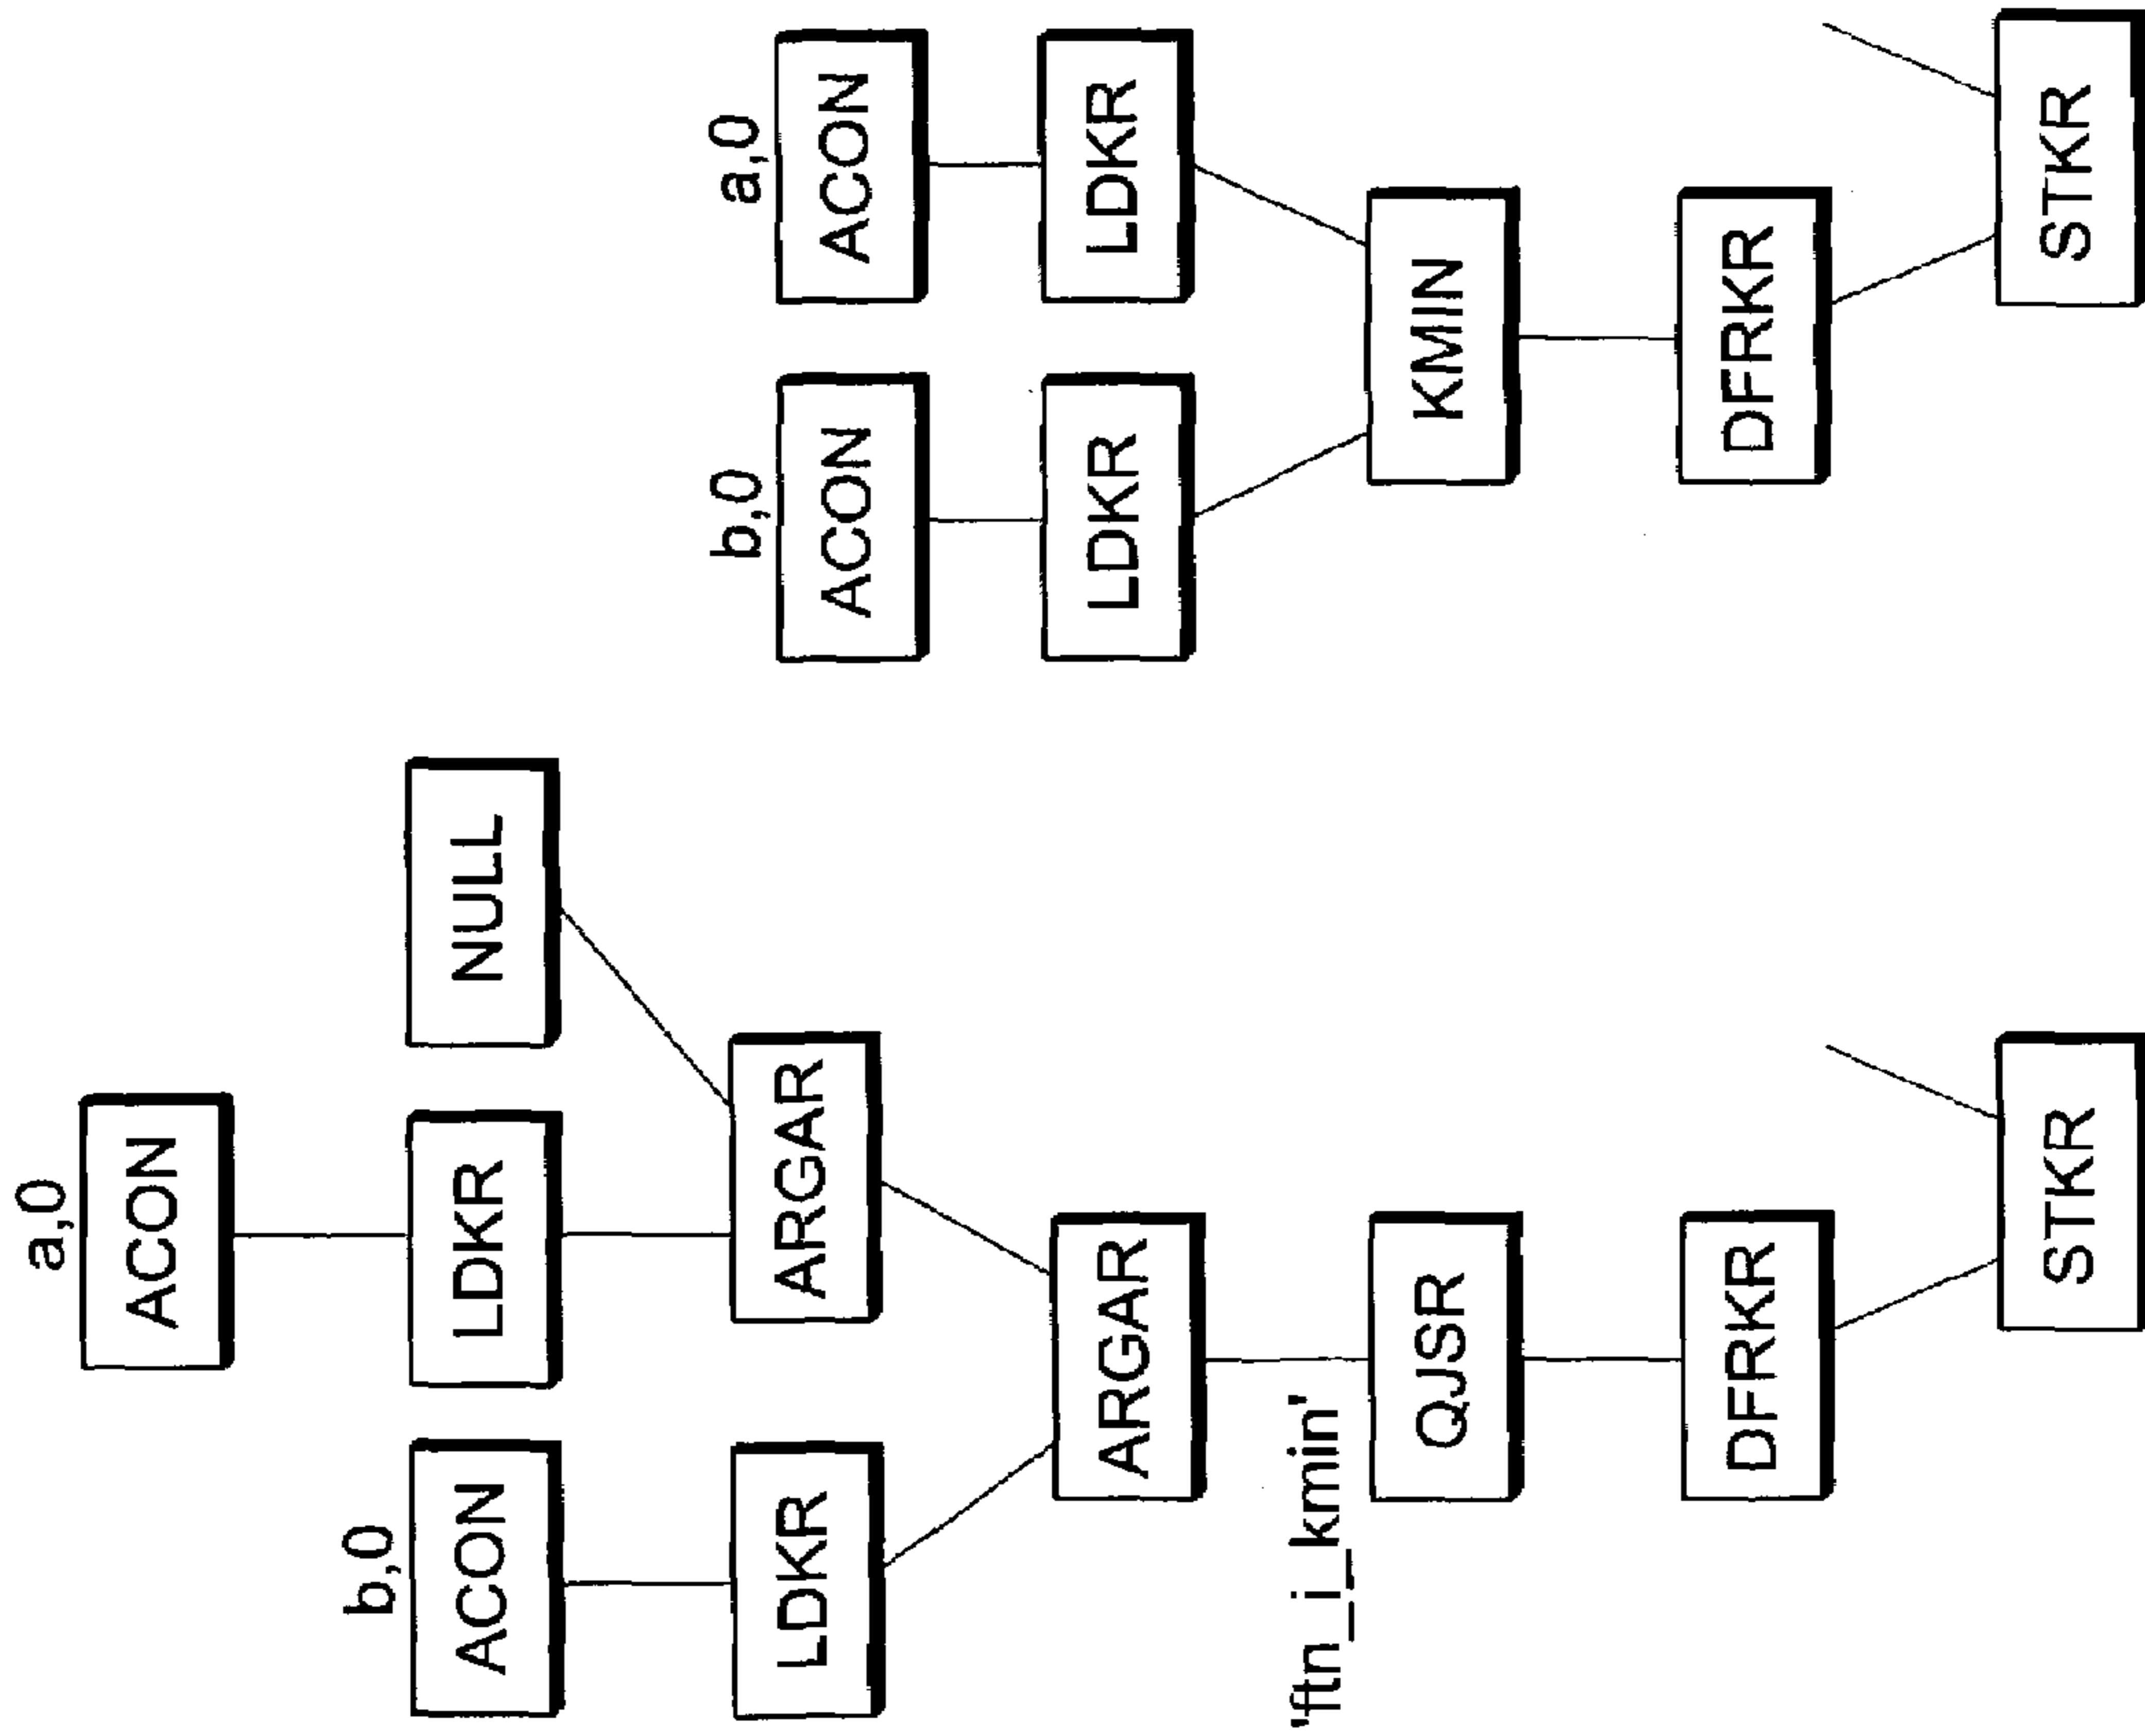 a,0
ACON
b,0
ACON
LDKR
NULL
LDKR
ARGAR
ARGAR
'ftn_i_kmin'
QJSR
DFRKR
STKR
b,0
a,0
ACON
ACON
LDKR
LDKR
KMIN
DFRKR
STKR